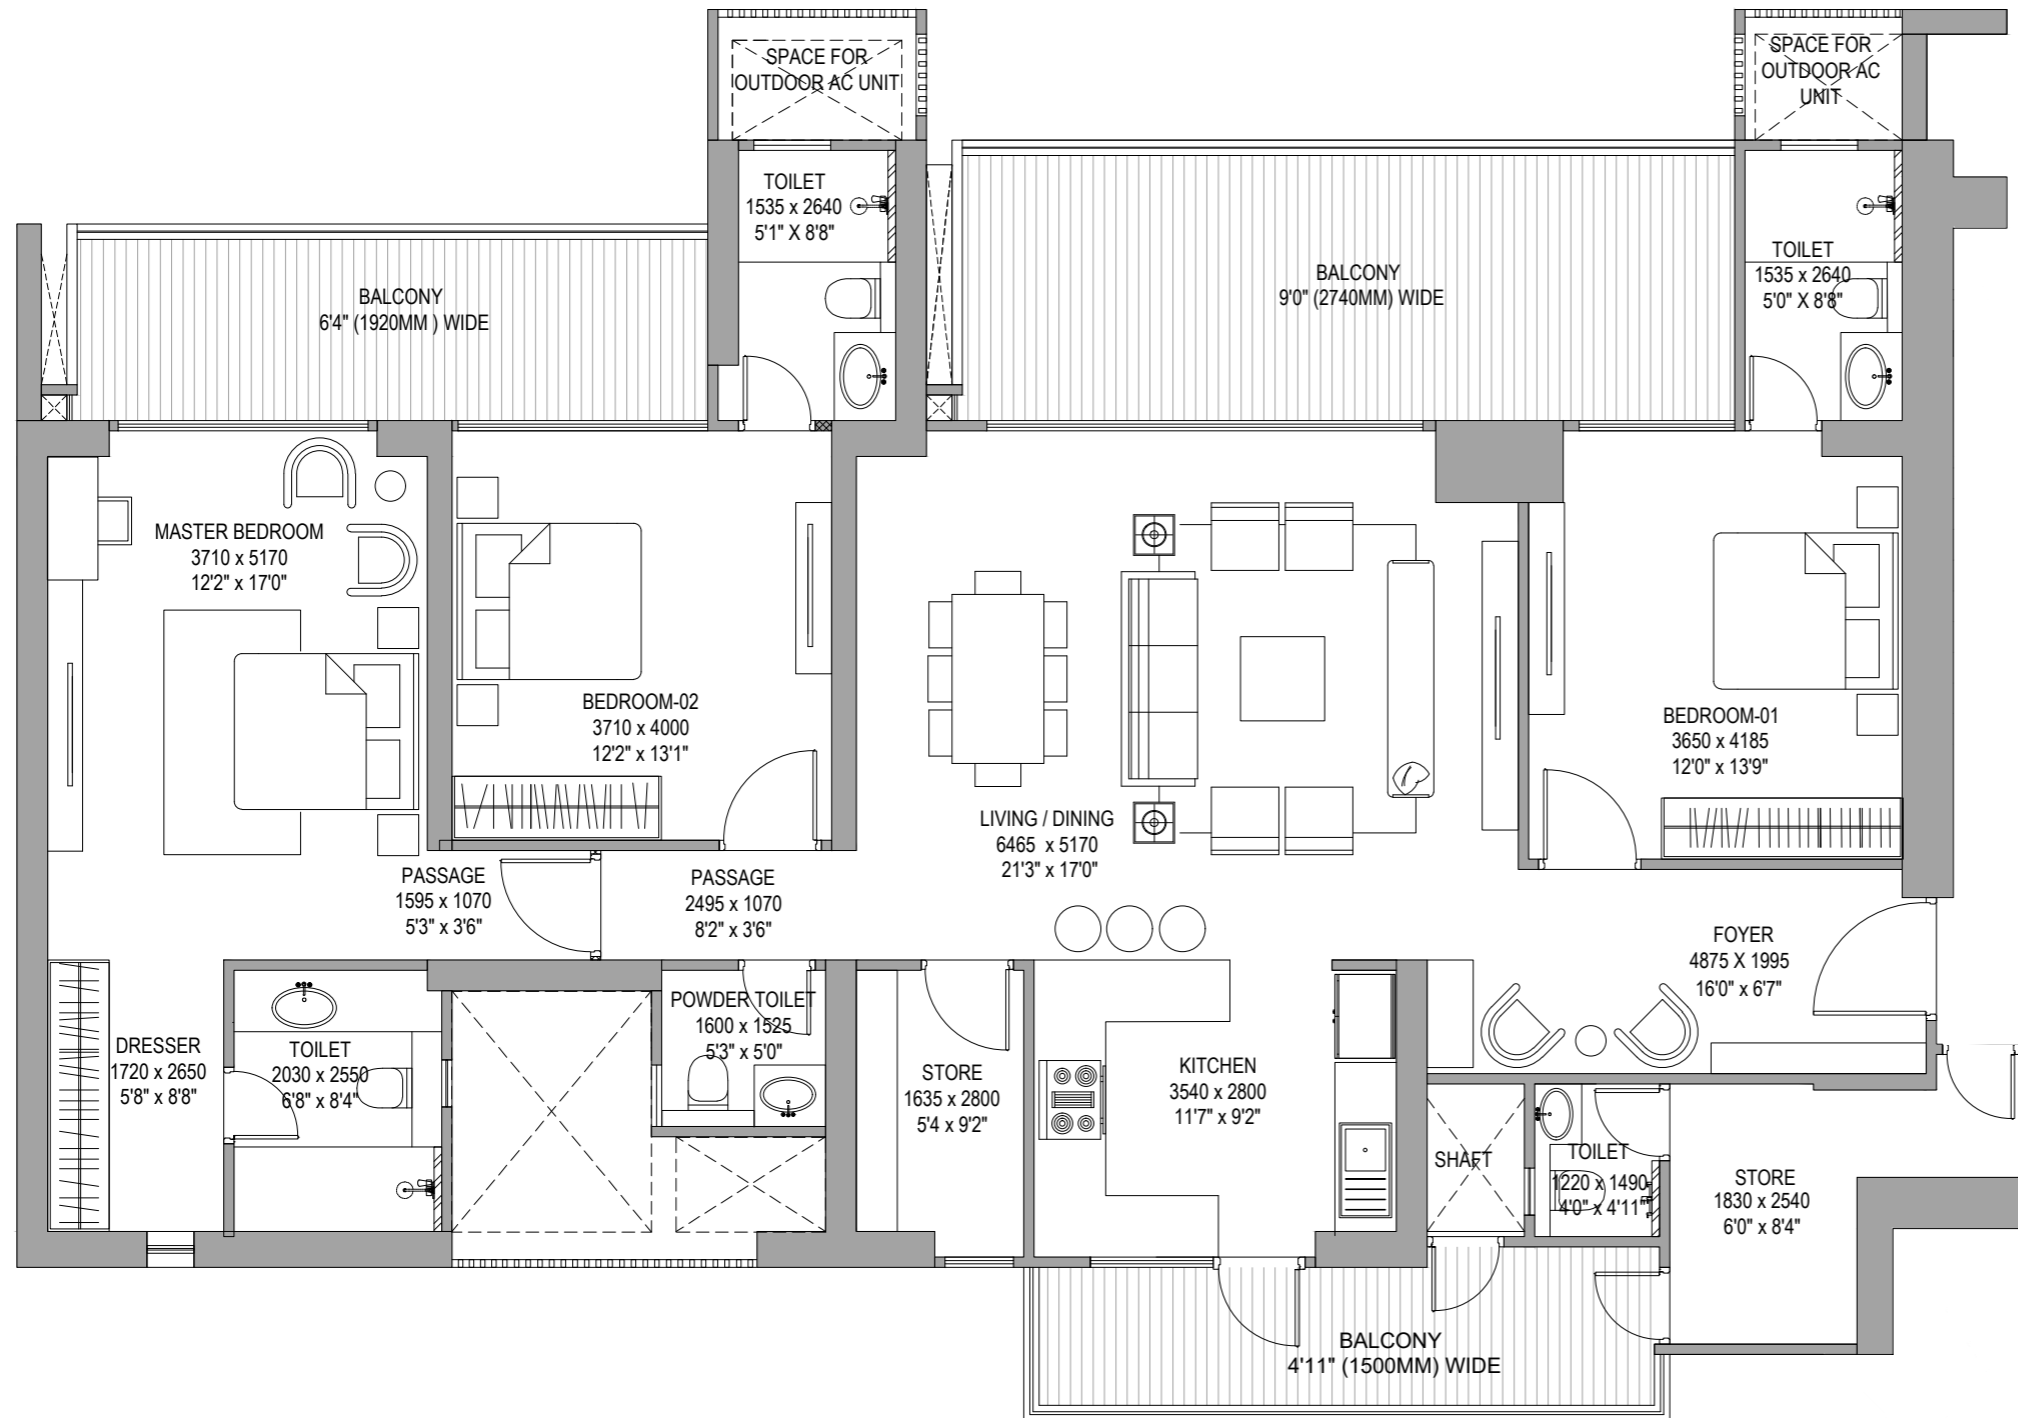 SPACE FOR
OUTDOOR AC UNIT
SPACE FOR
OUTDOOR AC
UNIT
TOILET
1535 x 2640
5'1" X 8'8"
TOILET
1535 x 2640
5'0" X 8'8"
BALCONY
6'4" (1920MM ) WIDE
BALCONY
9'0" (2740MM) WIDE
MASTER BEDROOM
3710 x 5170
12'2" x 17'0"
BEDROOM-02
3710 x 4000
12'2" x 13'1"
BEDROOM-01
3650 x 4185
12'0" x 13'9"
LIVING / DINING
6465 x 5170
21'3" x 17'0"
PASSAGE
1595 x 1070
5'3" x 3'6"
PASSAGE
2495 x 1070
8'2" x 3'6"
FOYER
4875 X 1995
16'0" x 6'7"
DRESSER
1720 x 2650
5'8" x 8'8"
TOILET
2030 x 2550
6'8" x 8'4"
POWDER TOILET
1600 x 1525
5'3" x 5'0"
STORE
1635 x 2800
5'4 x 9'2"
KITCHEN
3540 x 2800
11'7" x 9'2"
SHAFT
TOILET
1220 x 1490
4'0" x 4'11"
STORE
1830 x 2540
6'0" x 8'4"
BALCONY
4'11" (1500MM) WIDE